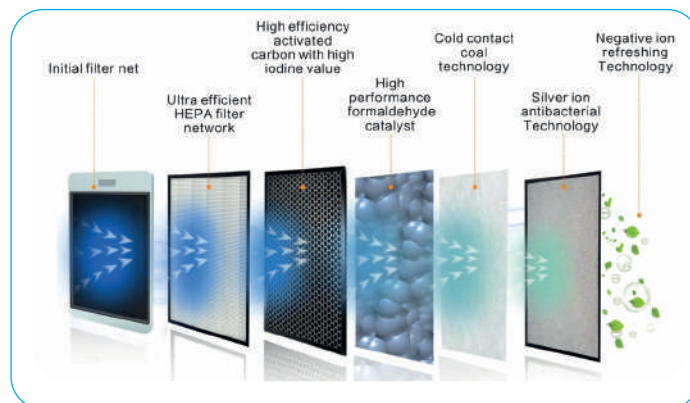 Initial filter net
Ultra efficient
HEPA filter
network
High efficiency
activated
carbon with high
iodine value
High
performance
formaldehyde
catalyst
Cold contact
coal
technology
Silver ion
antibacterial
Technology
Negative ion
refreshing
Technology